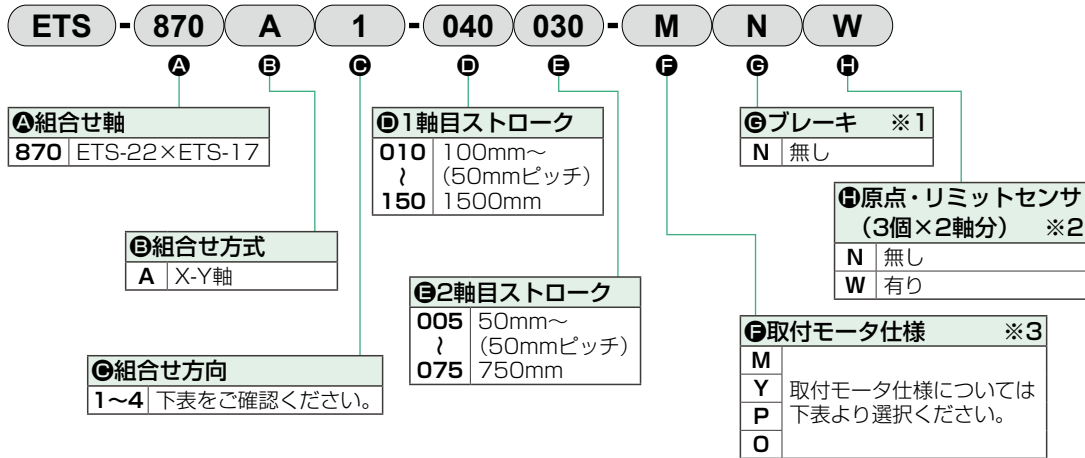 ETS-870A1-040030-MNW
A B C D E F G H
A組合せ軸
870 ETS-22×ETS-17
B組合せ方式
A X-Y軸
C組合せ方向
1~4 下表をご確認ください。
D1軸目ストローク
010 100mm~
~ (50mmピッチ)
150 1500mm
E2軸目ストローク
005 50mm~
~ (50mmピッチ)
075 750mm
Gブレーキ ※1
N 無し
H原点・リミットセンサ
(3個×2軸分) ※2
N 無し
W 有り
F取付モータ仕様 ※3
M
Y 取付モータ仕様については
P 下表より選択ください。
O